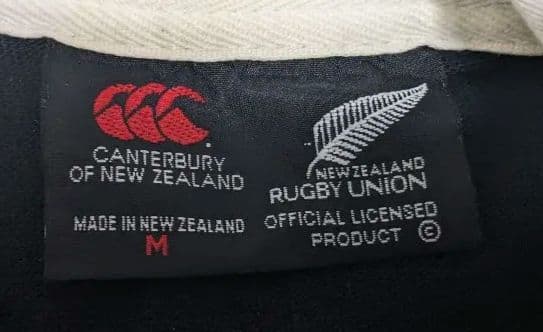 CANTERBURY
OF NEW ZEALAND
MADE IN NEW ZEALAND
M
NEW ZEALAND
RUGBY UNION
OFFICIAL LICENSED
PRODUCT ©